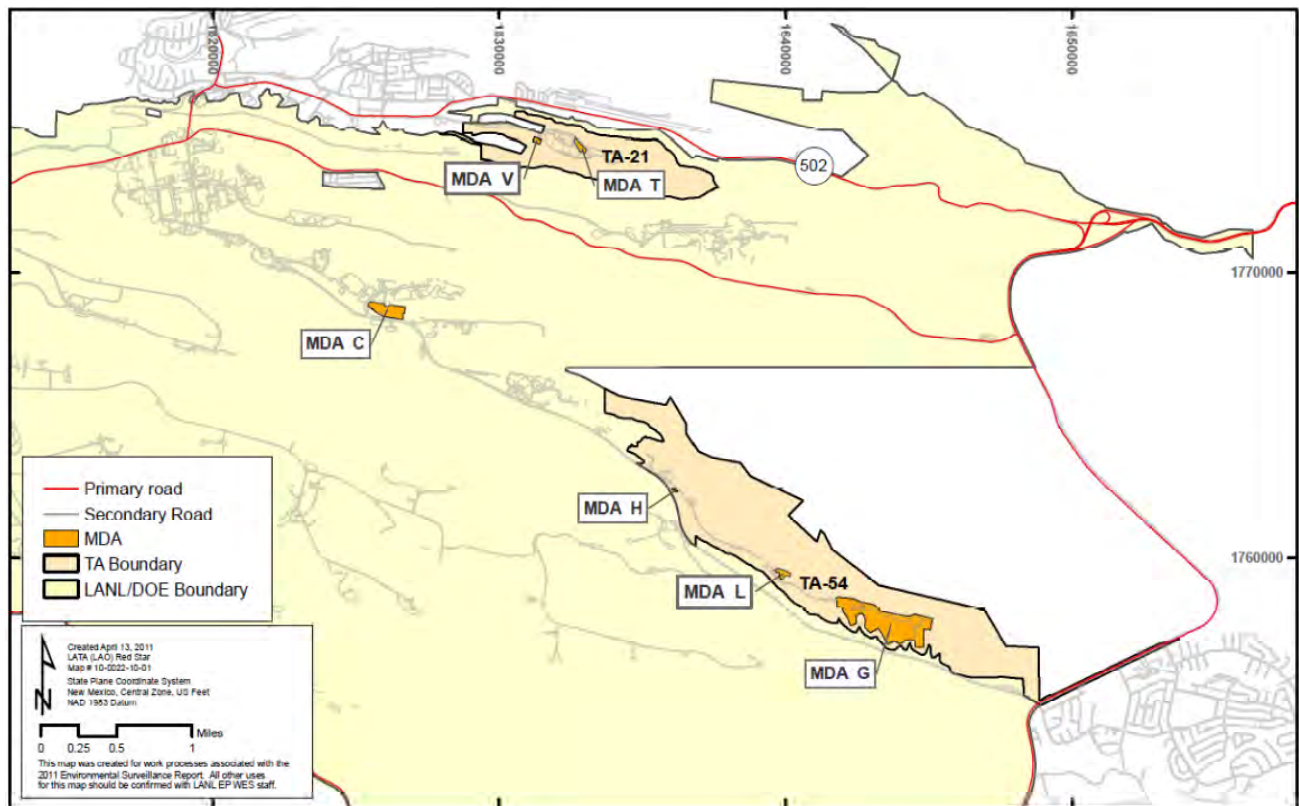 1620000
1630000
1640000
1650000
TA-21
502
MDA V
MDA T
1770000
MDA C
MDA H
1760000
TA-54
MDA L
MDA G
Primary road
Secondary Road
MDA
TA Boundary
LANL/DOE Boundary
Created April 13, 2011
LATA (LAO) Red Star
Map # 10-0022-10-01
State Plane Coordinate System
New Mexico, Central Zone, US Feet
NAD 1983 Datum
N
Miles
0 0.25 0.5 1
This map was created for work processes associated with the
2011 Environmental Surveillance Report. All other uses
for this map should be confirmed with LANL EP WES staff.